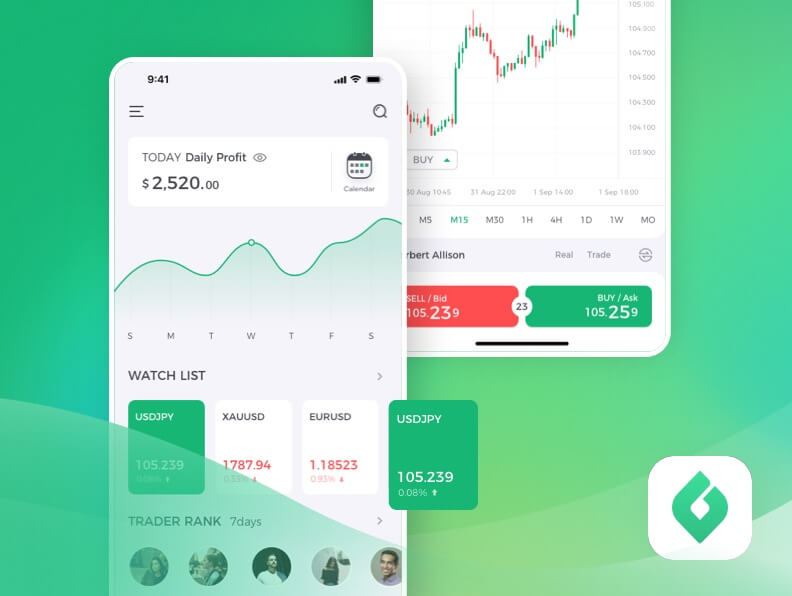 9:41
TODAY Daily Profit
$ 2,520.00
Calendar
S M T W T F S
WATCH LIST
USDJPY
105.239
0.08%
XAUUSD
1787.94
0.33%
EURUSD
1.18523
0.93%
USDJPY
105.239
0.08%
TRADER RANK 7days
105.100
104.900
104.700
104.500
104.300
104.100
103.900
BUY
30 Aug 10:45 31 Aug 22:00 1 Sep 14:00 1 Sep 18:00
M5 M15 M30 1H 4H 1D 1W MO
rbert Allison Real Trade
SELL / Bid
105.239
23
BUY / Ask
105.259